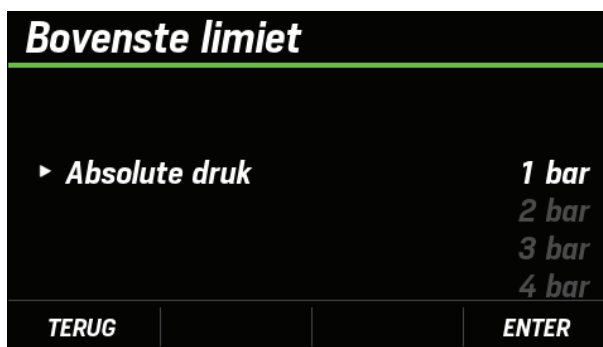 Bovenste limiet
Absolute druk 1 bar
2 bar
3 bar
4 bar
TERUG ENTER